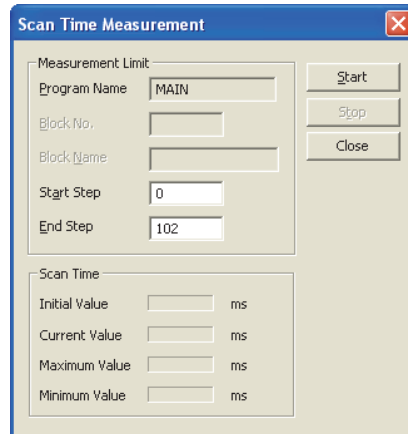 Scan Time Measurement
Measurement Limit
Program Name MAIN
Block No.
Block Name
Start Step 0
End Step 102
Start
Stop
Close
Scan Time
Initial Value ms
Current Value ms
Maximum Value ms
Minimum Value ms